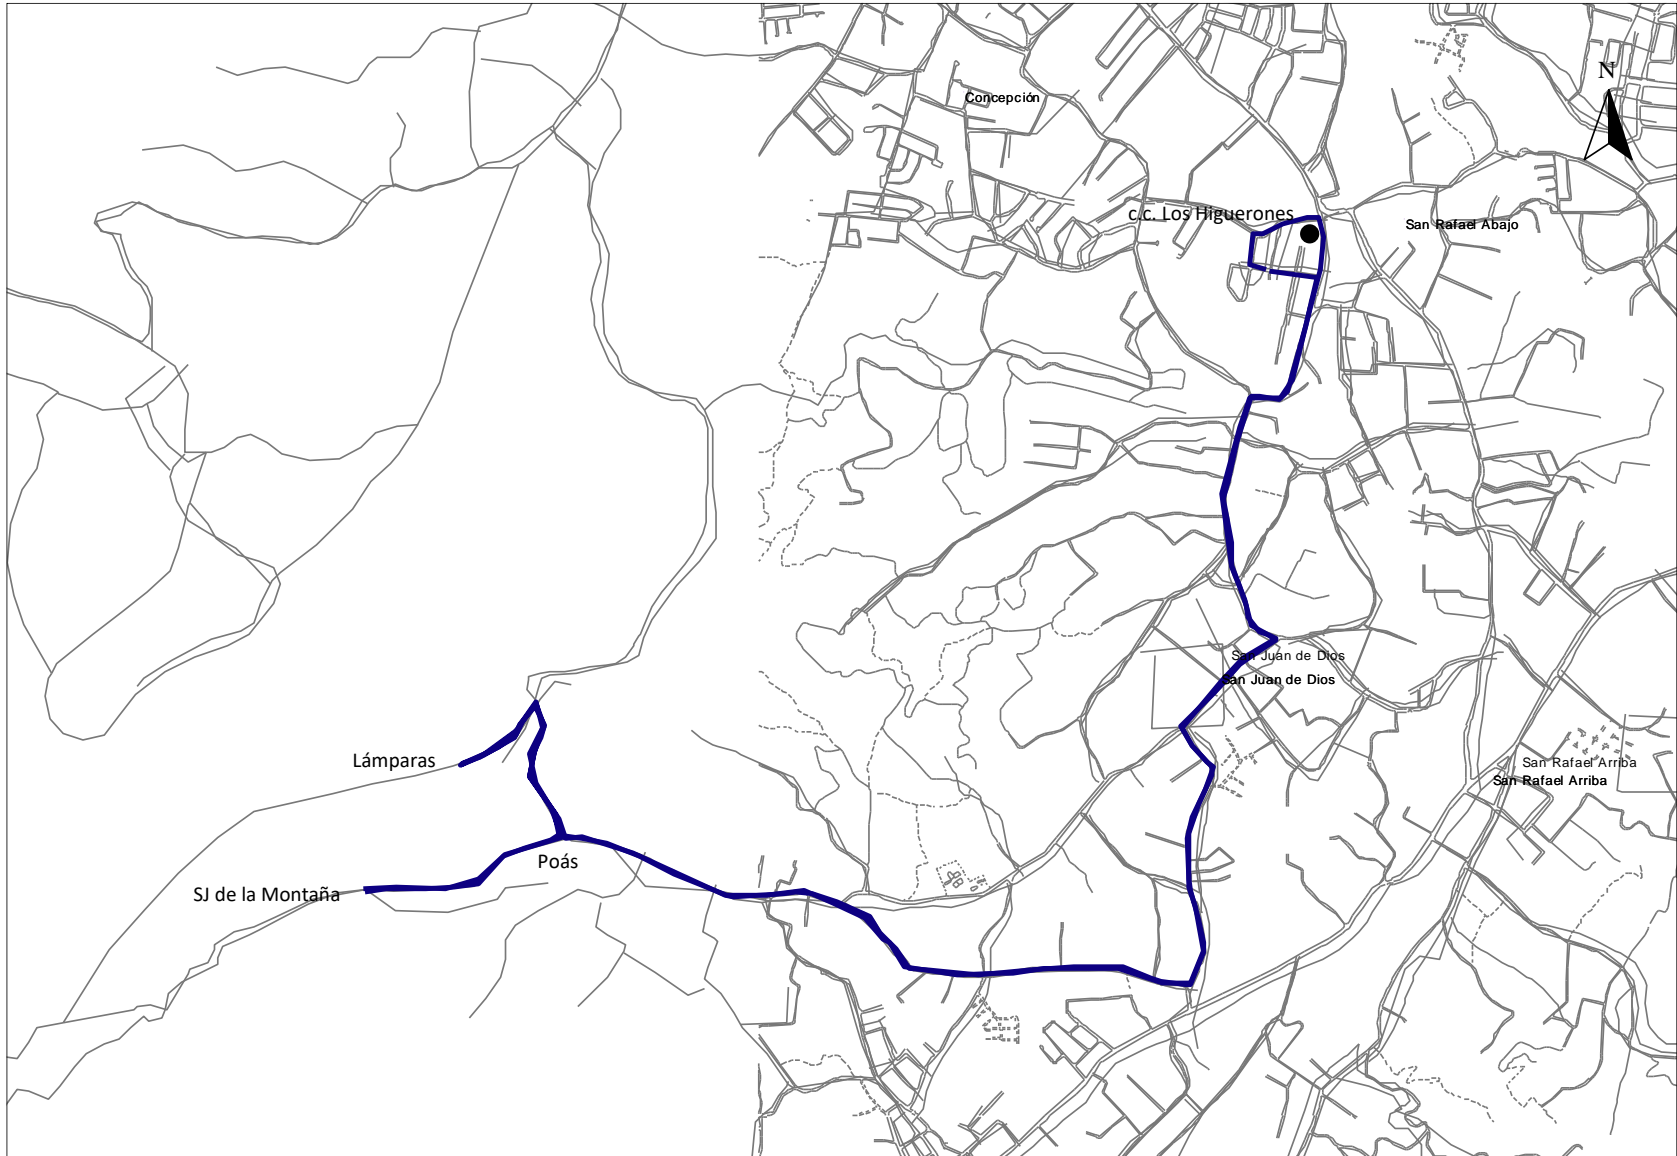 N
Concepción
c.c. Los Higuerones
San Rafael Abajo
San Juan de Dios
San Juan de Dios
Lámparas
San Rafael Arriba
San Rafael Arriba
Poás
SJ de la Montaña